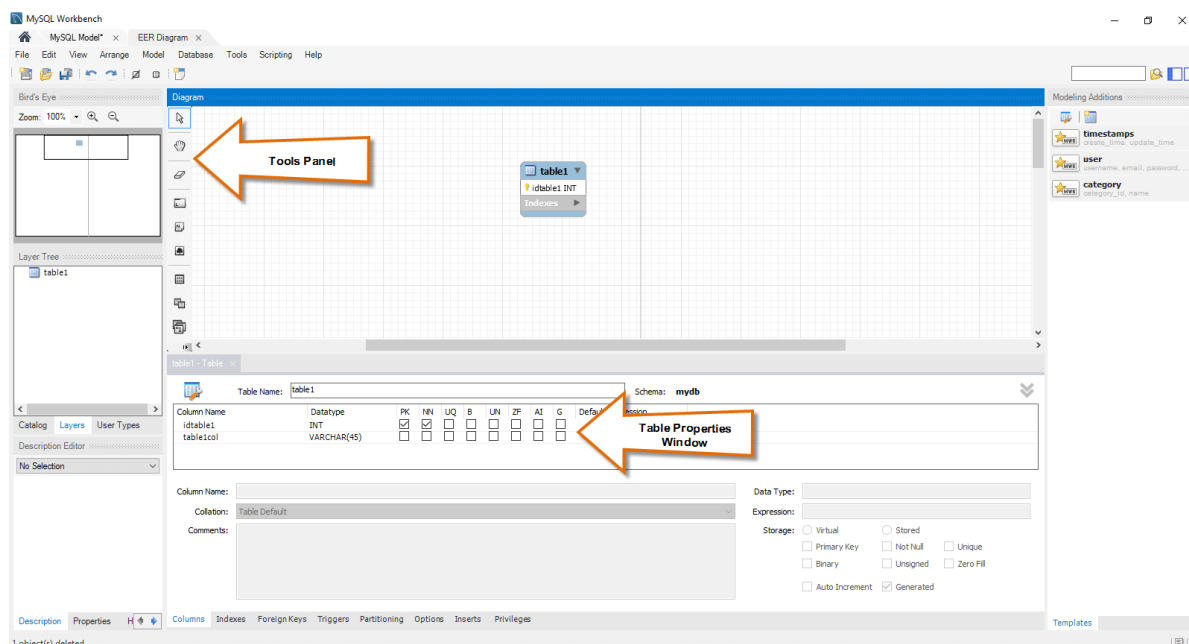 MySQL Workbench
MySQL Model* × EER Diagram ×
File Edit View Arrange Model Database Tools Scripting Help
Bird's Eye
Zoom: 100%
Diagram
Modeling Additions
timestamps
create_time, update_time
user
username, email, password, ...
category
category_id, name
Tools Panel
table1
idtable1 INT
Indexes
Layer Tree
table1
Catalog Layers User Types
Description Editor
No Selection
table1 - Table ×
Table Name: table1 Schema: mydb
Column Name Datatype PK NN UQ B UN ZF AI G
idtable1 INT
table1col VARCHAR(45)
Table Properties
Window
Column Name: Data Type:
Collation: Table Default Expression:
Comments: Storage: Virtual Stored
Primary Key Not Null Unique
Binary Unsigned Zero Fill
Auto Increment Generated
Description Properties H
Columns Indexes Foreign Keys Triggers Partitioning Options Inserts Privileges
Templates
1 object(s) deleted